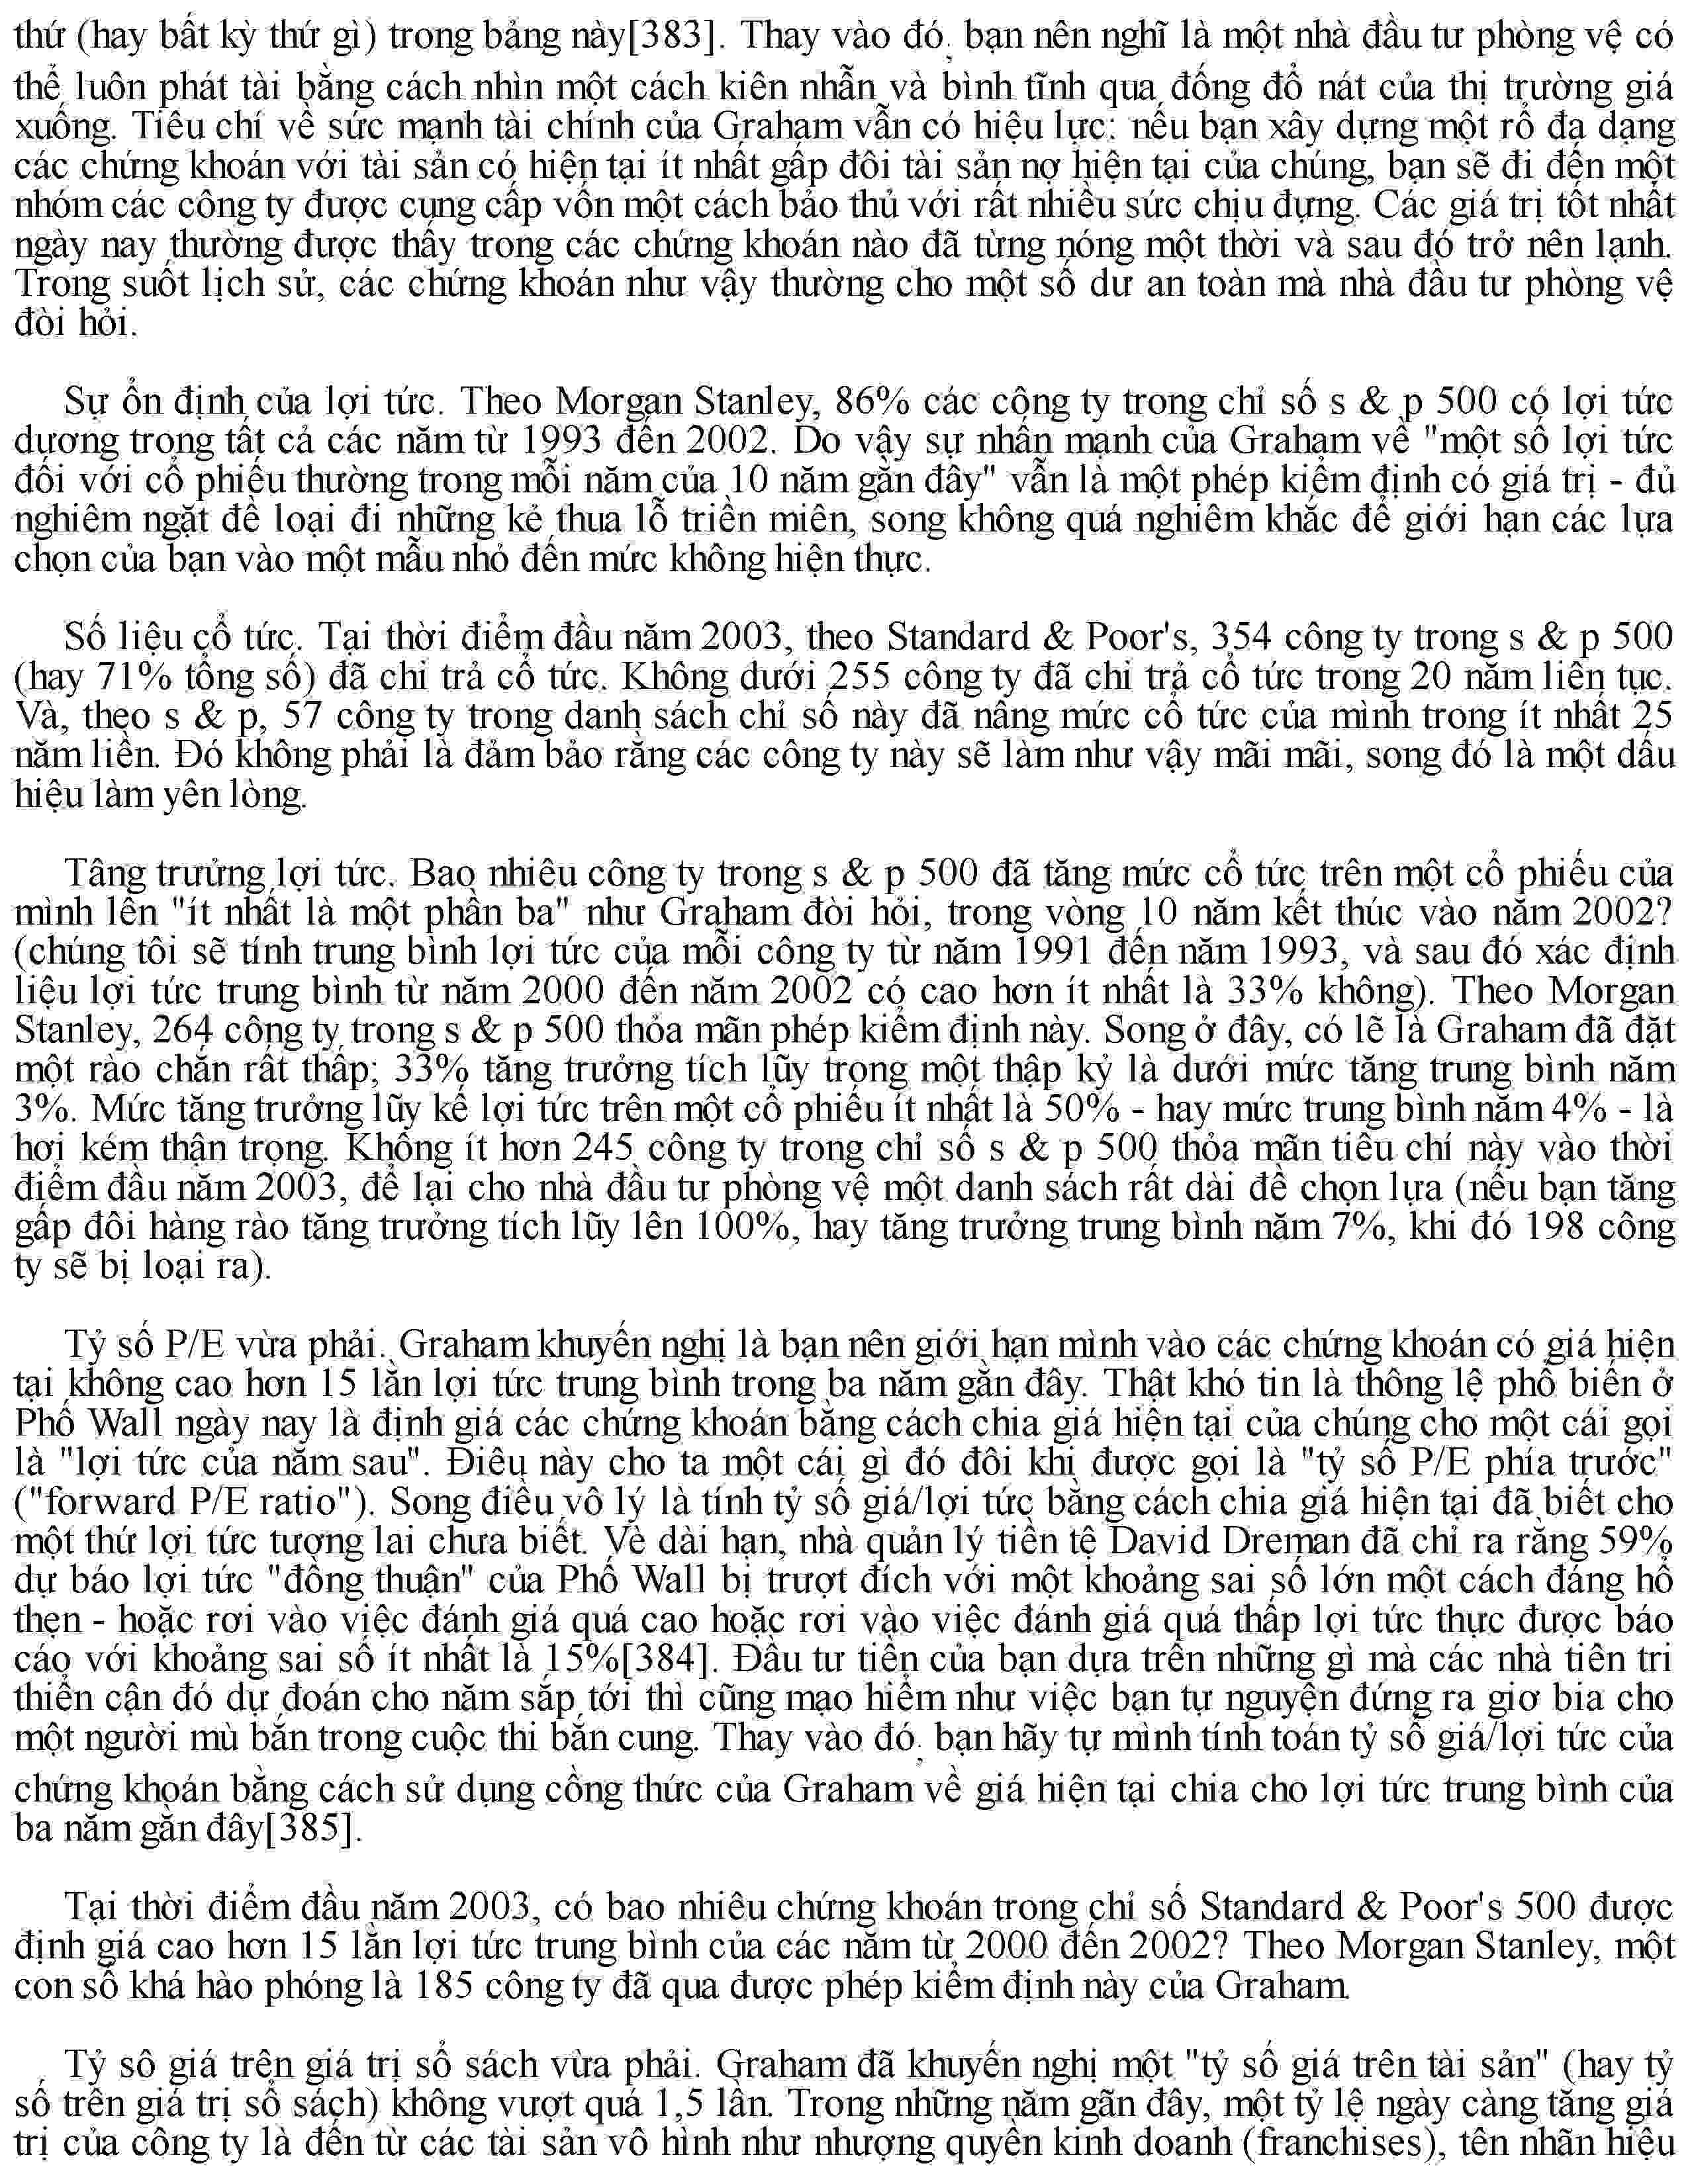 thứ (hay bất kỳ thứ gì) trong bảng này[383]. Thay vào đó, bạn nên nghĩ là một nhà đầu tư phòng vệ có
thể luôn phát tài bằng cách nhìn một cách kiên nhẫn và bình tĩnh qua đống đổ nát của thị trường giá
xuống. Tiêu chí về sức mạnh tài chính của Graham vẫn có hiệu lực: nếu bạn xây dựng một rổ đa dạng
các chứng khoán với tài sản có hiện tại ít nhất gấp đôi tài sản nợ hiện tại của chúng, bạn sẽ đi đến một
nhóm các công ty được cung cấp vốn một cách bảo thủ với rất nhiều sức chịu đựng. Các giá trị tốt nhất
ngày nay thường được thấy trong các chứng khoán nào đã từng nóng một thời và sau đó trở nên lạnh.
Trong suốt lịch sử, các chứng khoán như vậy thường cho một số dư an toàn mà nhà đầu tư phòng vệ
đòi hỏi.
Sự ổn định của lợi tức. Theo Morgan Stanley, 86% các công ty trong chỉ số s & p 500 có lợi tức
dương trong tất cả các năm từ 1993 đến 2002. Do vậy sự nhấn mạnh của Graham về "một số lợi tức
đối với cổ phiếu thường trong mỗi năm của 10 năm gần đây" vẫn là một phép kiểm định có giá trị - đủ
nghiêm ngặt để loại đi những kẻ thua lỗ triền miên, song không quá nghiêm khắc để giới hạn các lựa
chọn của bạn vào một mẫu nhỏ đến mức không hiện thực.
Số liệu cổ tức. Tại thời điểm đầu năm 2003, theo Standard & Poor's, 354 công ty trong s & p 500
(hay 71% tổng số) đã chi trả cổ tức. Không dưới 255 công ty đã chi trả cổ tức trong 20 năm liên tục.
Và, theo s & p, 57 công ty trong danh sách chỉ số này đã nâng mức cổ tức của mình trong ít nhất 25
năm liền. Đó không phải là đảm bảo rằng các công ty này sẽ làm như vậy mãi mãi, song đó là một dấu
hiệu làm yên lòng.
Tăng trưửng lợi tức. Bao nhiêu công ty trong s & p 500 đã tăng mức cổ tức trên một cổ phiếu của
mình lên "ít nhất là một phần ba" như Graham đòi hỏi, trong vòng 10 năm kết thúc vào năm 2002?
(chúng tôi sẽ tính trung bình lợi tức của mỗi công ty từ năm 1991 đến năm 1993, và sau đó xác định
liệu lợi tức trung bình từ năm 2000 đến năm 2002 có cao hơn ít nhất là 33% không). Theo Morgan
Stanley, 264 công ty trong s & p 500 thỏa mãn phép kiểm định này. Song ở đây, có lẽ là Graham đã đặt
một rào chắn rất thấp; 33% tăng trưởng tích lũy trong một thập kỷ là dưới mức tăng trung bình năm
3%. Mức tăng trưởng lũy kế lợi tức trên một cổ phiếu ít nhất là 50% - hay mức trung bình năm 4% - là
hơi kém thận trọng. Không ít hơn 245 công ty trong chỉ số s & p 500 thỏa mãn tiêu chí này vào thời
điểm đầu năm 2003, để lại cho nhà đầu tư phòng vệ một danh sách rất dài để chọn lựa (nếu bạn tăng
gấp đôi hàng rào tăng trưởng tích lũy lên 100%, hay tăng trưởng trung bình năm 7%, khi đó 198 công
ty sẽ bị loại ra).
Tỷ số P/E vừa phải. Graham khuyến nghị là bạn nên giới hạn mình vào các chứng khoán có giá hiện
tại không cao hơn 15 lần lợi tức trung bình trong ba năm gần đây. Thật khó tin là thông lệ phổ biến ở
Phố Wall ngày nay là định giá các chứng khoán bằng cách chia giá hiện tại của chúng cho một cái gọi
là "lợi tức của năm sau". Điều này cho ta một cái gì đó đôi khi được gọi là "tỷ số P/E phía trước"
("forward P/E ratio"). Song điều vô lý là tính tỷ số giá/lợi tức bằng cách chia giá hiện tại đã biết cho
một thứ lợi tức tương lai chưa biết. Về dài hạn, nhà quản lý tiền tệ David Dreman đã chỉ ra rằng 59%
dự báo lợi tức "đồng thuận" của Phố Wall bị trượt đích với một khoảng sai số lớn một cách đáng hổ
thẹn - hoặc rơi vào việc đánh giá quá cao hoặc rơi vào việc đánh giá quá thấp lợi tức thực được báo
cáo với khoảng sai số ít nhất là 15%[384]. Đầu tư tiền của bạn dựa trên những gì mà các nhà tiên tri
thiển cận đó dự đoán cho năm sắp tới thì cũng mạo hiểm như việc bạn tự nguyện đứng ra giơ bia cho
một người mù bắn trong cuộc thi bắn cung. Thay vào đó, bạn hãy tự mình tính toán tỷ số giá/lợi tức của
chứng khoán bằng cách sử dụng công thức của Graham về giá hiện tại chia cho lợi tức trung bình của
ba năm gần đây[385].
Tại thời điểm đầu năm 2003, có bao nhiêu chứng khoán trong chỉ số Standard & Poor's 500 được
định giá cao hơn 15 lần lợi tức trung bình của các năm từ 2000 đến 2002? Theo Morgan Stanley, một
con số khá hào phóng là 185 công ty đã qua được phép kiểm định này của Graham.
Tỷ sô giá trên giá trị sổ sách vừa phải. Graham đã khuyến nghị một "tỷ số giá trên tài sản" (hay tỷ
số trên giá trị sổ sách) không vượt quá 1,5 lần. Trong những năm gần đây, một tỷ lệ ngày càng tăng giá
trị của công ty là đến từ các tài sản vô hình như nhượng quyền kinh doanh (franchises), tên nhãn hiệu